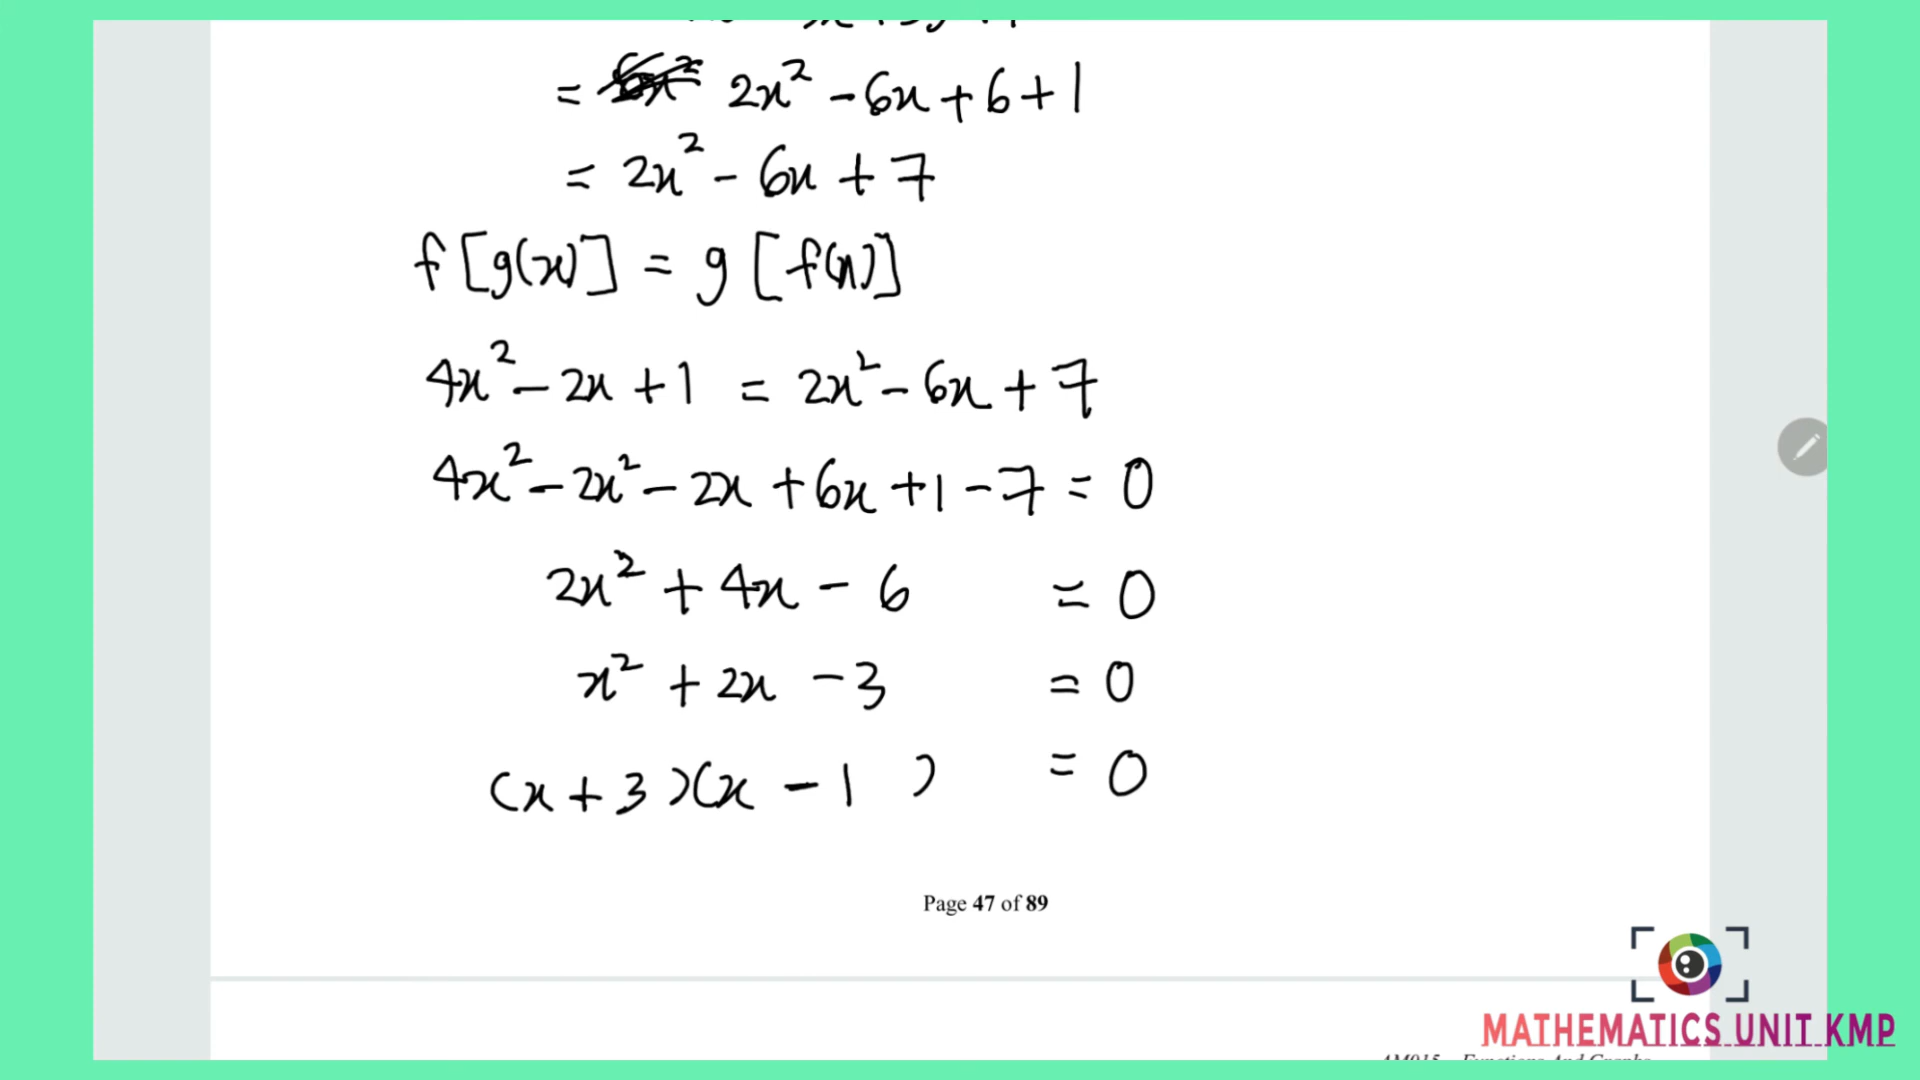 = 2x² - 6x + 6 + 1
= 2x² - 6x + 7
f[g(x)] = g[f(x)]
4x² - 2x + 1 = 2x² - 6x + 7
4x² - 2x² - 2x + 6x + 1 - 7 = 0
2x² + 4x - 6 = 0
x² + 2x - 3 = 0
(x + 3)(x - 1) = 0
Page 47 of 89
MATHEMATICS UNIT KMP